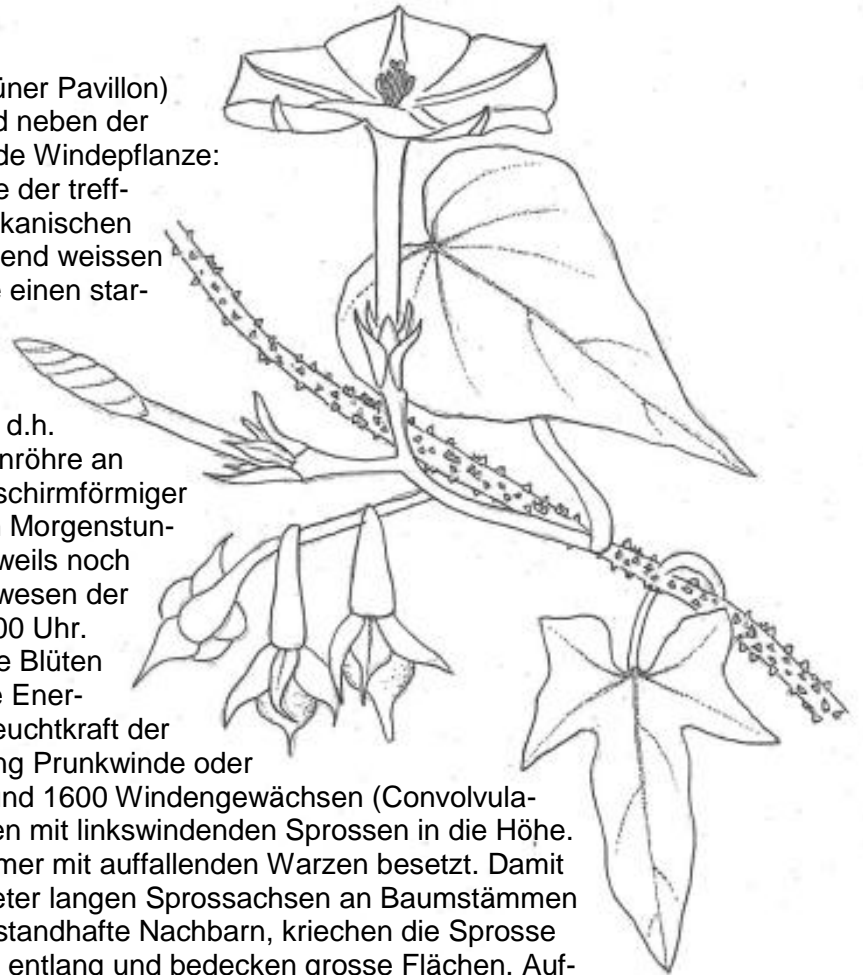 üner Pavillon)
d neben der
de Windepflanze:
e der treff-
kanischen
end weissen
e einen star-
d.h.
nröhre an
schirmförmiger
n Morgenstun-
weils noch
wesen der
00 Uhr.
e Blüten
e Ener-
euchtkraft der
ng Prunkwinde oder
und 1600 Windengewächsen (Convolvula-
en mit linkswindenden Sprossen in die Höhe.
mer mit auffallenden Warzen besetzt. Damit
eter langen Sprossachsen an Baumstämmen
standhafte Nachbarn, kriechen die Sprosse
entlang und bedecken grosse Flächen. Auf-